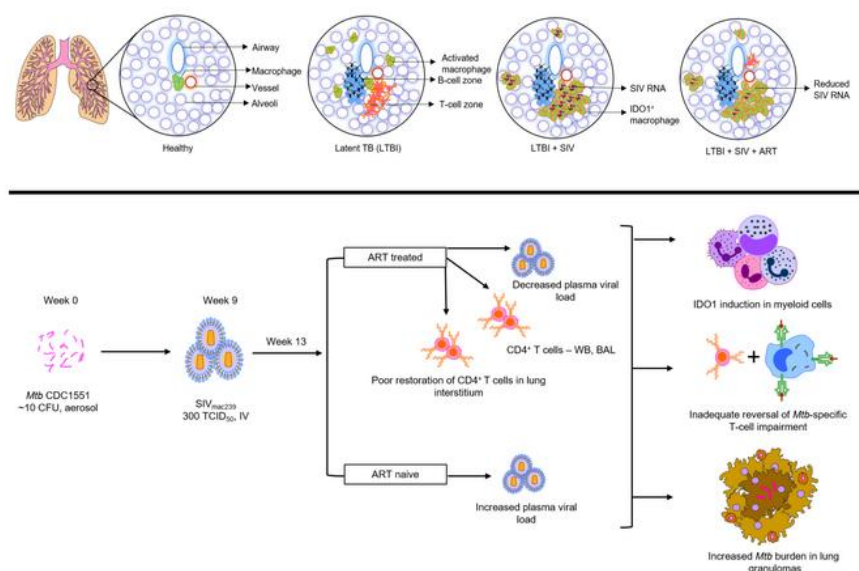 Airway
Macrophage
Vessel
Alveoli
Healthy
Activated
macrophage
B-cell zone
T-cell zone
Latent TB (LTBI)
SIV RNA
IDO1⁺
macrophage
LTBI + SIV
Reduced
SIV RNA
LTBI + SIV + ART
Week 0
Mtb CDC1551
~10 CFU, aerosol
Week 9
SIVmac239
300 TCID50, IV
Week 13
ART treated
Decreased plasma viral
load
CD4⁺ T cells – WB, BAL
Poor restoration of CD4⁺ T cells in lung
interstitium
ART naive
Increased plasma viral
load
IDO1 induction in myeloid cells
+
Inadequate reversal of Mtb-specific
T-cell impairment
Increased Mtb burden in lung
granulomas